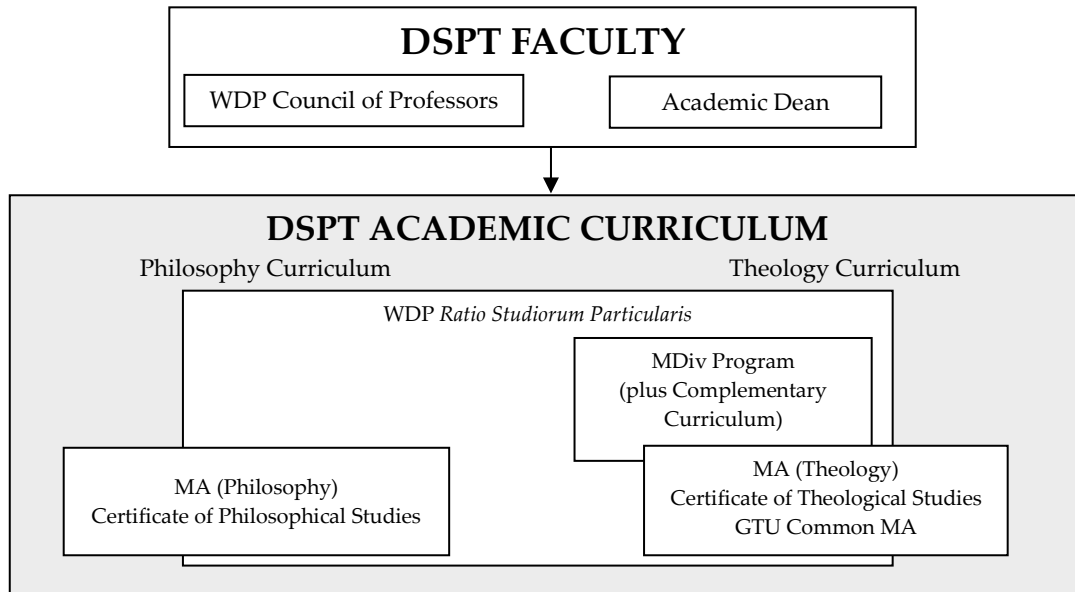 DSPT FACULTY
WDP Council of Professors
Academic Dean
DSPT ACADEMIC CURRICULUM
Philosophy Curriculum
Theology Curriculum
WDP Ratio Studiorum Particularis
MDiv Program
(plus Complementary
Curriculum)
MA (Philosophy)
Certificate of Philosophical Studies
MA (Theology)
Certificate of Theological Studies
GTU Common MA